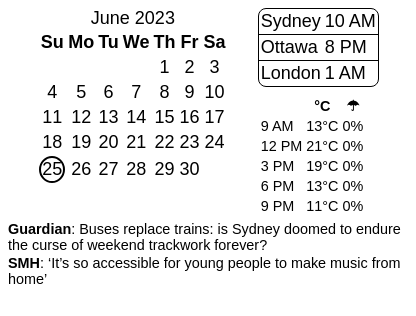 June 2023
Su Mo Tu We Th Fr Sa
1 2 3
4 5 6 7 8 9 10
11 12 13 14 15 16 17
18 19 20 21 22 23 24
25 26 27 28 29 30
Sydney 10 AM
Ottawa 8 PM
London 1 AM
°C ☂
9 AM 13°C 0%
12 PM 21°C 0%
3 PM 19°C 0%
6 PM 13°C 0%
9 PM 11°C 0%
Guardian: Buses replace trains: is Sydney doomed to endure
the curse of weekend trackwork forever?
SMH: ‘It’s so accessible for young people to make music from
home’